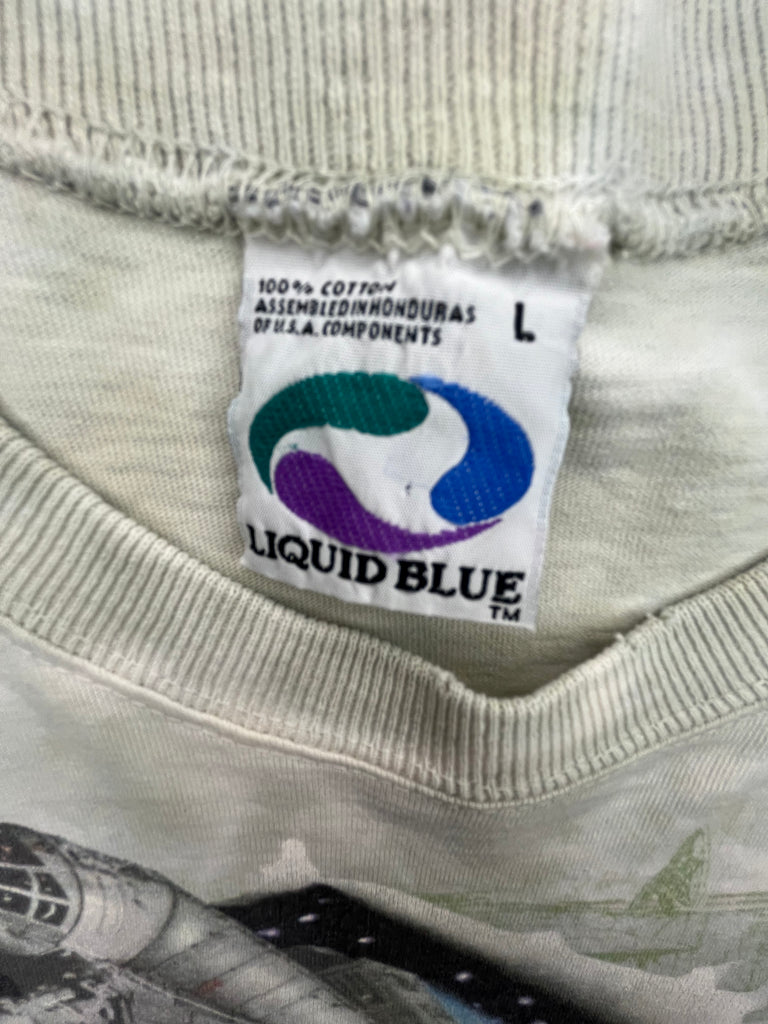 100% COTTON
ASSEMBLED IN HONDURAS
OF U.S.A. COMPONENTS
L
LIQUID BLUE
TM